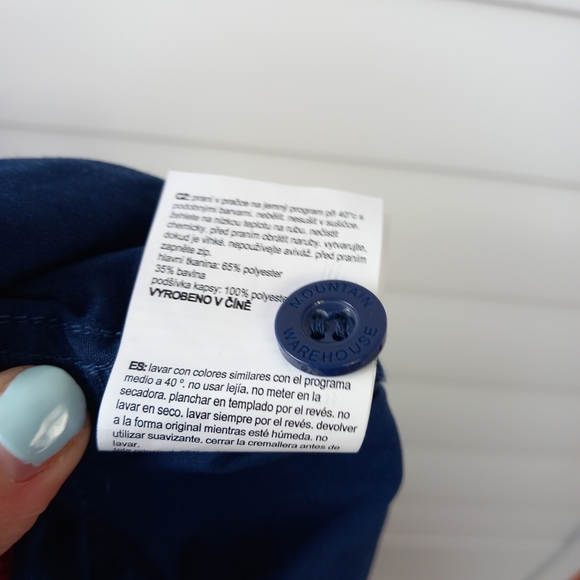 CZ: praní v pračce na jemný program při 40°c s
podobnými barvami. nebělit. nesušit v sušičce.
žehlete na nízkou teplotu na rubu. nečistit
chemicky. před praním obrátit naruby. vytvarujte,
dokud je vlhké. nepoužívejte aviváž. před praním
zapněte zip.
hlavní tkanina: 65% polyester
35% bavlna
podšívka kapsy: 100% polyeste
VYROBENO V ČÍNĚ
MOUNTAIN
WAREHOUSE
ES: lavar con colores similares con el programa
medio a 40 º. no usar lejía. no meter en la
secadora, planchar en templado por el revés. no
lavar en seco. lavar siempre por el revés. devolver
a la forma original mientras esté húmeda. no
utilizar suavizante. cerrar la cremallera antes de
lavar.